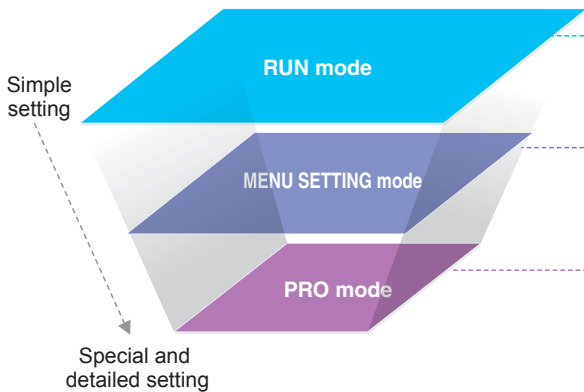 RUN mode
Simple
setting
MENU SETTING mode
PRO mode
Special and
detailed setting